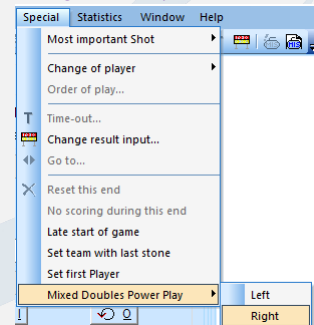 Special Statistics Window Help
Most important Shot
Change of player
Order of play...
Time-out...
Change result input...
Go to...
Reset this end
No scoring during this end
Late start of game
Set team with last stone
Set first Player
Mixed Doubles Power Play
Left
Right